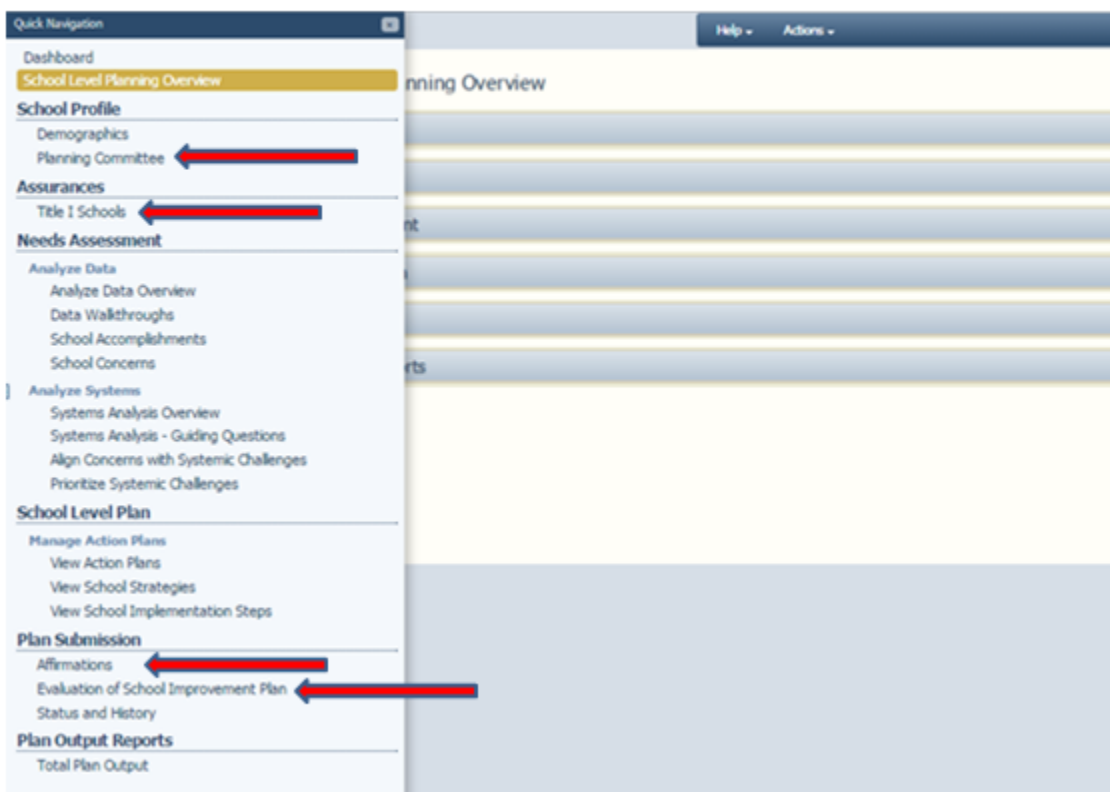 Quick Navigation
Help
Actions
Dashboard
School Level Planning Overview
nning Overview
School Profile
Demographics
Planning Committee
Assurances
Title I Schools
nt
Needs Assessment
Analyze Data
Analyze Data Overview
Data Walkthroughs
School Accomplishments
School Concerns
rts
Analyze Systems
Systems Analysis Overview
Systems Analysis - Guiding Questions
Align Concerns with Systemic Challenges
Prioritize Systemic Challenges
School Level Plan
Manage Action Plans
View Action Plans
View School Strategies
View School Implementation Steps
Plan Submission
Affirmations
Evaluation of School Improvement Plan
Status and History
Plan Output Reports
Total Plan Output